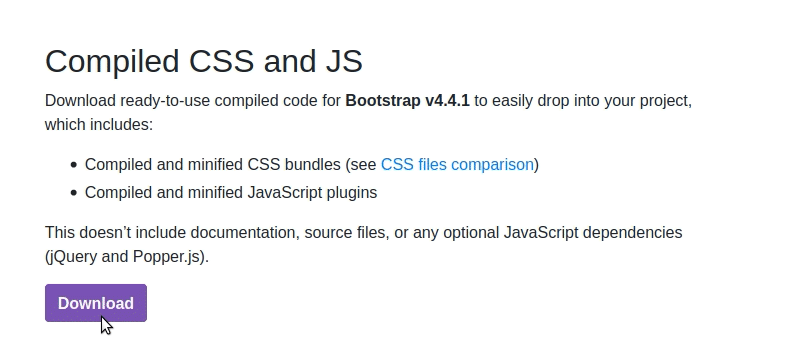 Compiled CSS and JS
Download ready-to-use compiled code for Bootstrap v4.4.1 to easily drop into your project,
which includes:
Compiled and minified CSS bundles (see CSS files comparison)
Compiled and minified JavaScript plugins
This doesn’t include documentation, source files, or any optional JavaScript dependencies
(jQuery and Popper.js).
Download